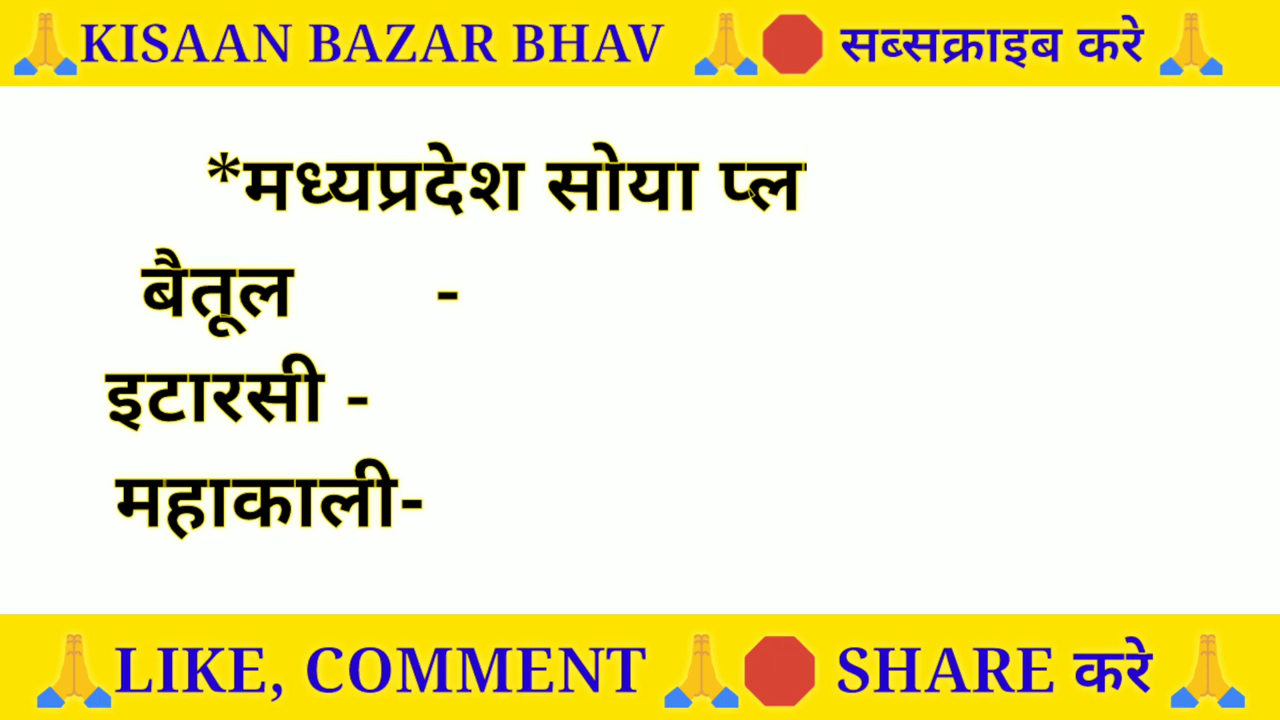 🙏KISAAN BAZAR BHAV 🙏🛑 सब्सक्राइब करे 🙏
*मध्यप्रदेश सोया प्ल
बैतूल -
इटारसी -
महाकाली-
🙏LIKE, COMMENT 🙏🛑 SHARE करे 🙏